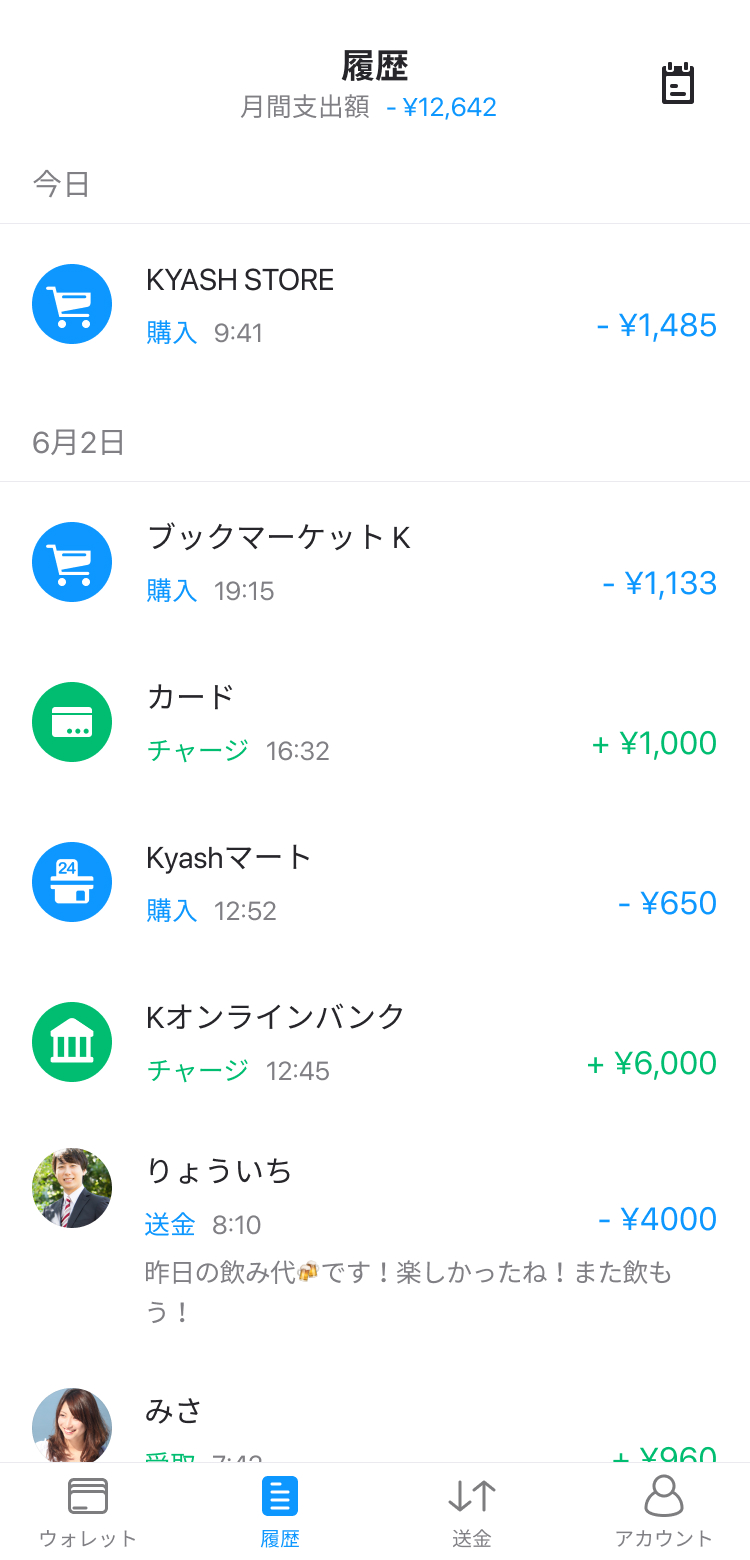 履歴
月間支出額 - ¥12,642
今日
KYASH STORE
購入 9:41
- ¥1,485
6月2日
ブックマーケット K
購入 19:15
- ¥1,133
カード
チャージ 16:32
+ ¥1,000
24
Kyashマート
購入 12:52
- ¥650
Kオンラインバンク
チャージ 12:45
+ ¥6,000
りょういち
送金 8:10
- ¥4000
昨日の飲み代🍻です！楽しかったね！また飲も
う！
みさ
受取 7:42
+ ¥960
ウォレット 履歴 送金 アカウント